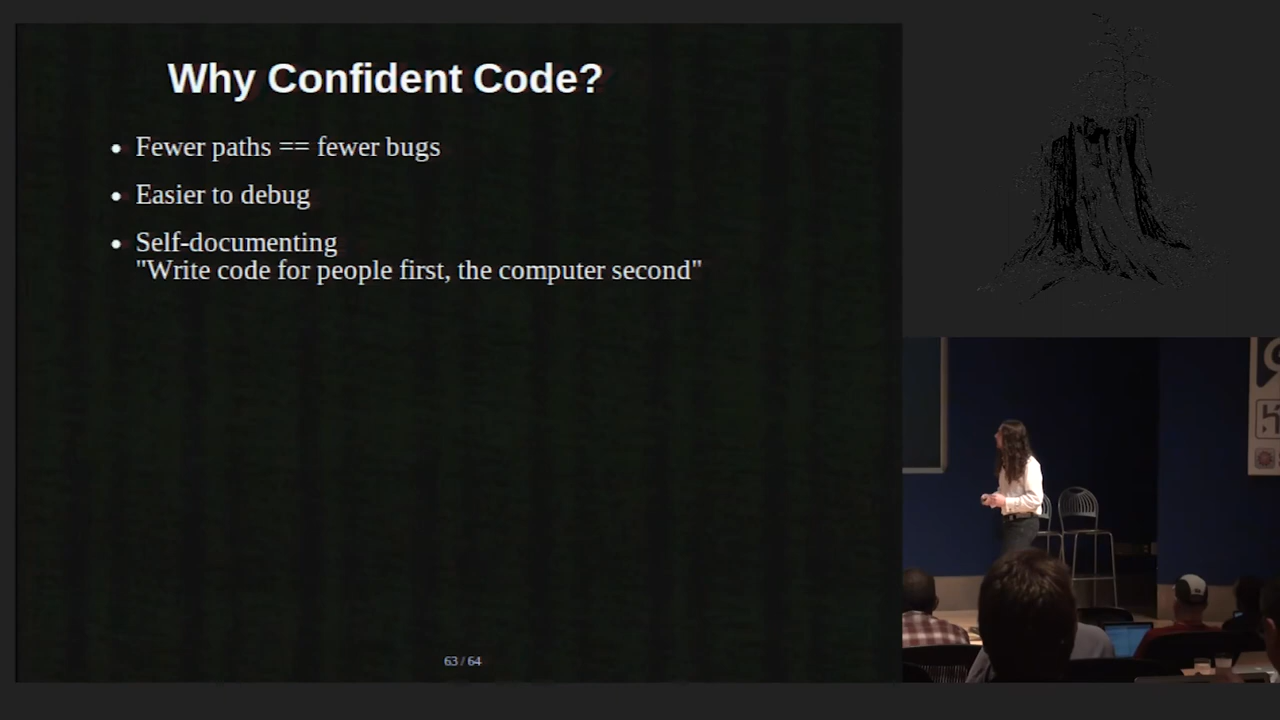 Why Confident Code?
Fewer paths == fewer bugs
Easier to debug
Self-documenting
"Write code for people first, the computer second"
63 / 64